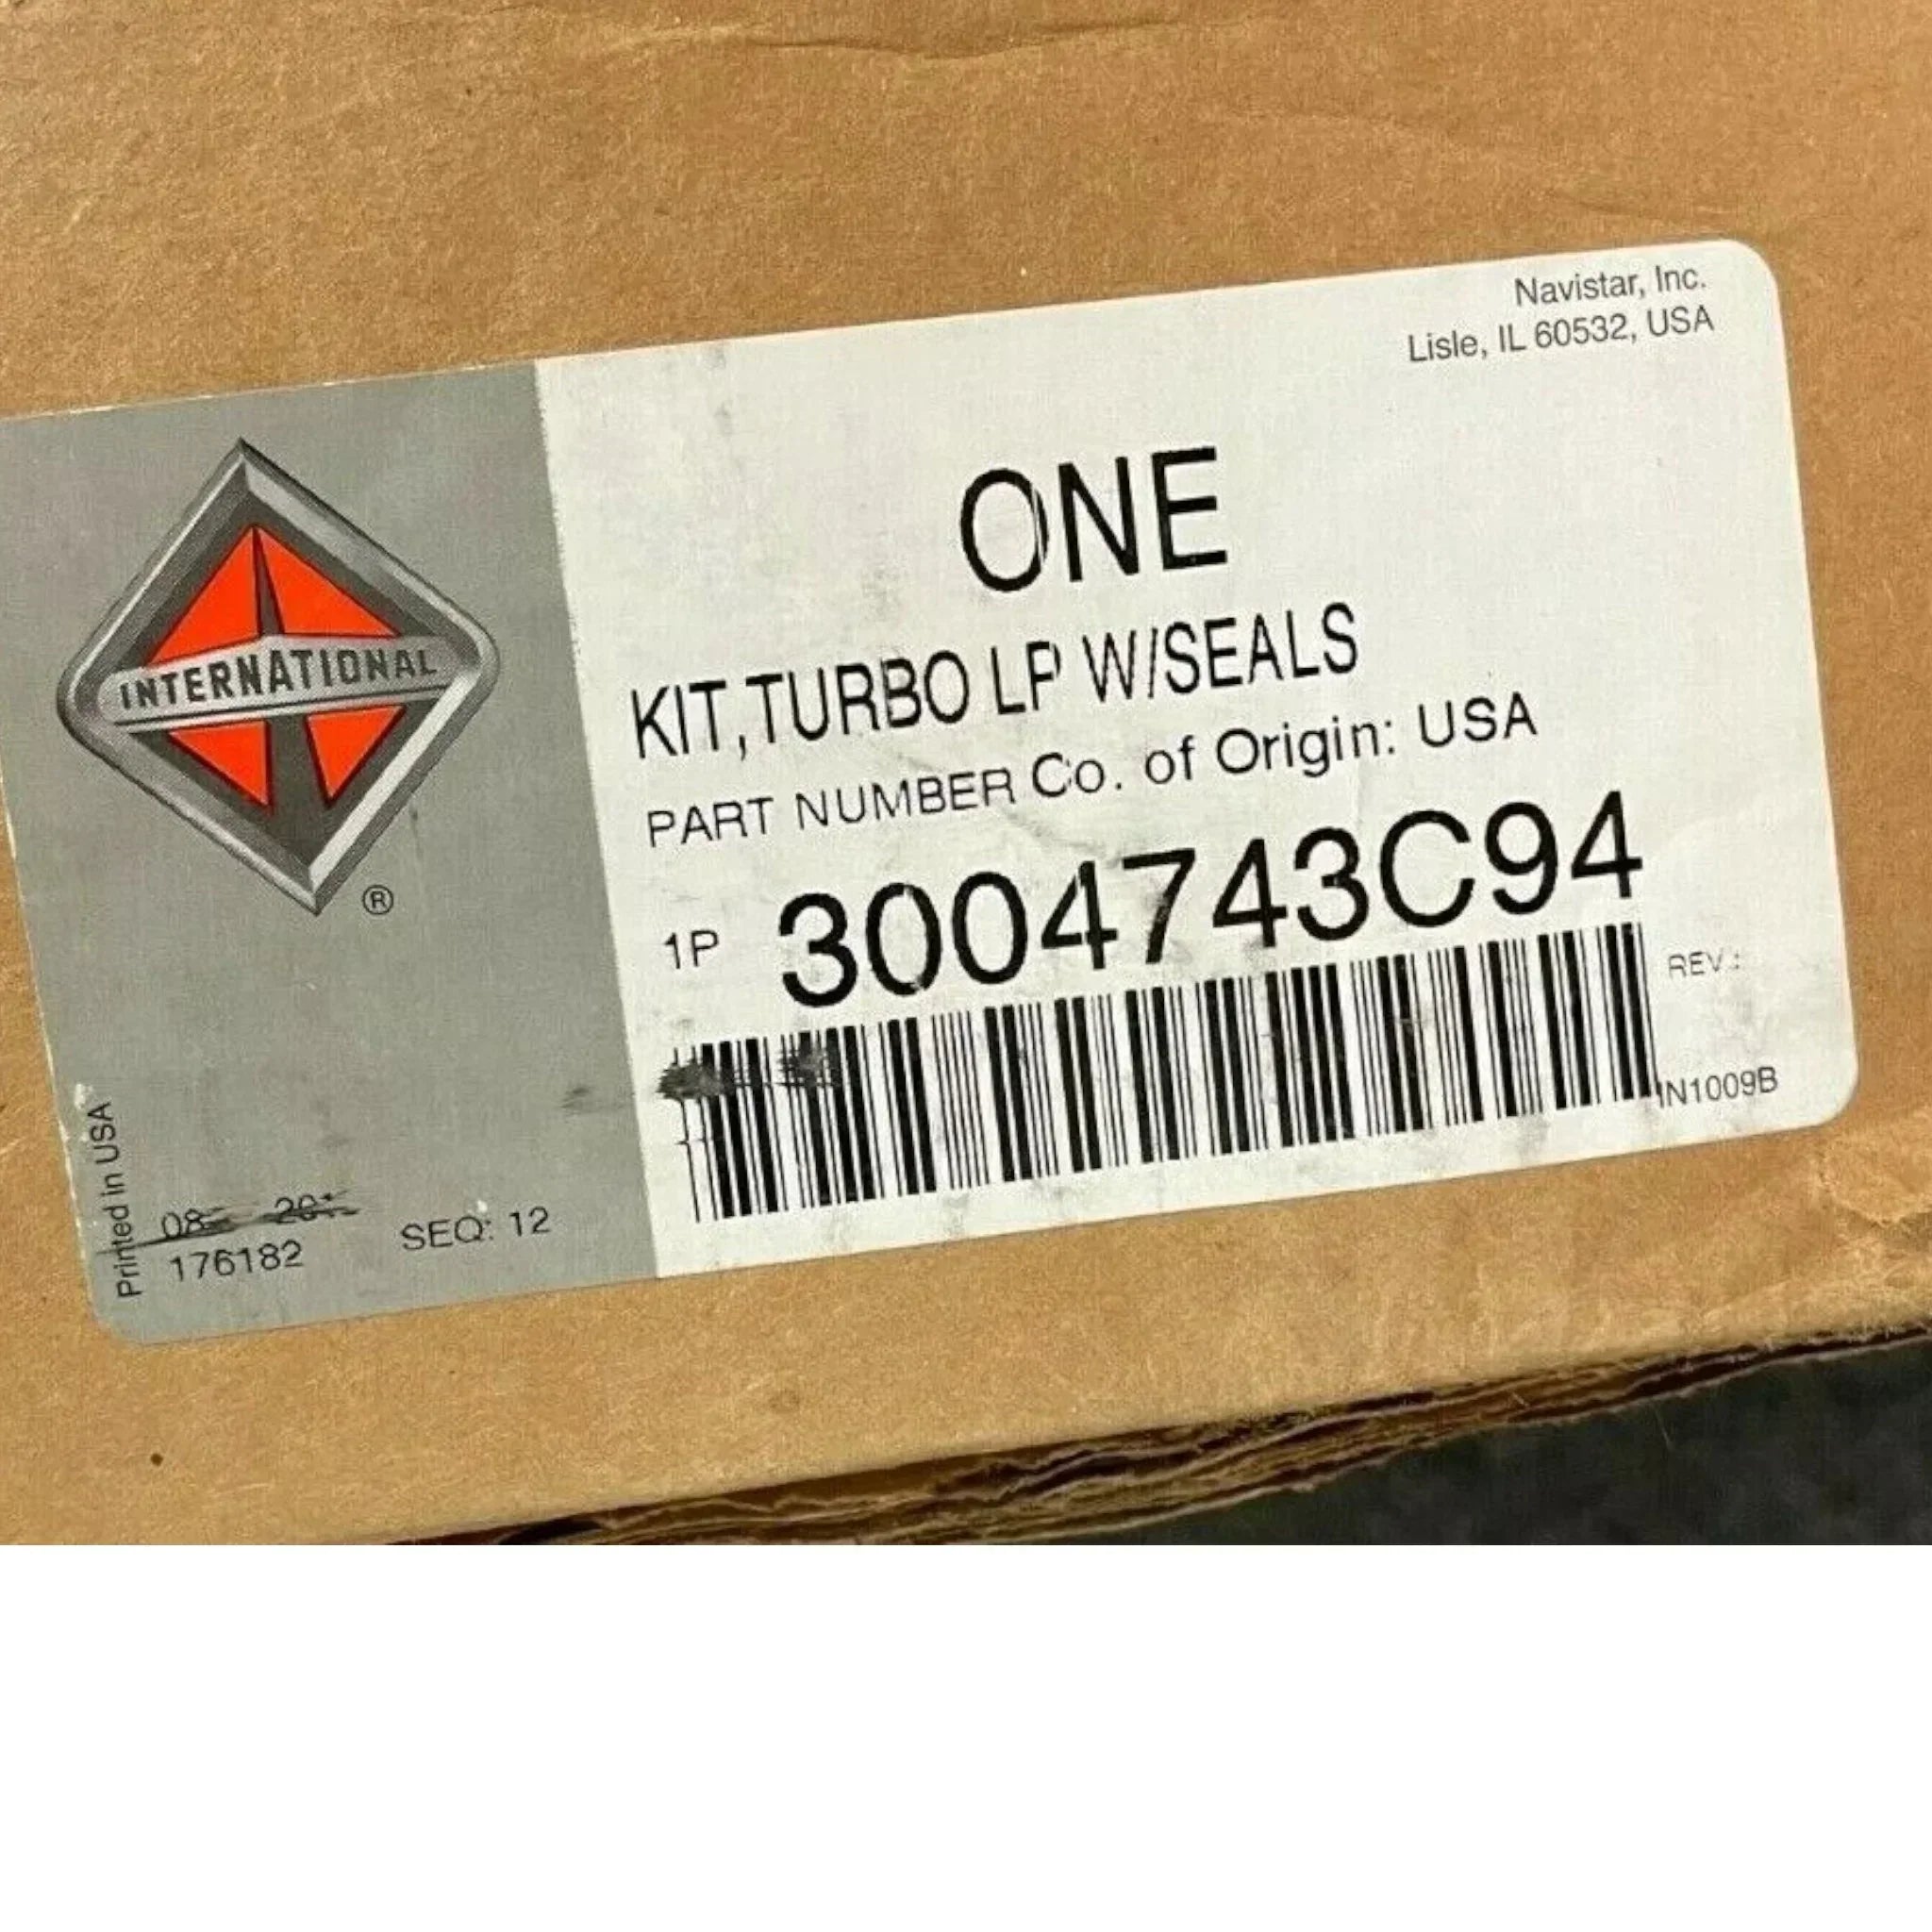 Navistar, Inc.
Lisle, IL 60532, USA
INTERNATIONAL
®
ONE
KIT,TURBO LP W/SEALS
PART NUMBER Co. of Origin: USA
1P 3004743C94
REV.:
IN1009B
Printed in USA
176182
SEQ: 12